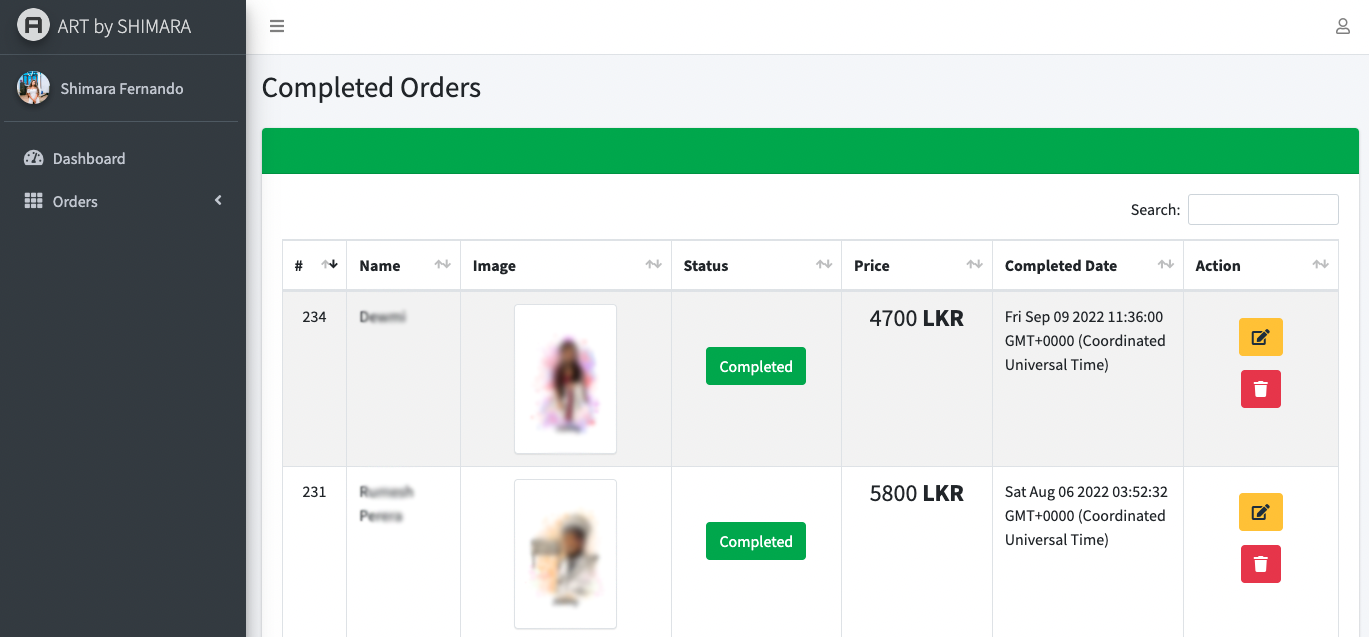 ART by SHIMARA
Shimara Fernando
Dashboard
Orders
Completed Orders
Search:
# Name Image Status Price Completed Date Action
234 4700 LKR Fri Sep 09 2022 11:36:00
GMT+0000 (Coordinated
Universal Time)
Completed
231 5800 LKR Sat Aug 06 2022 03:52:32
GMT+0000 (Coordinated
Universal Time)
Completed